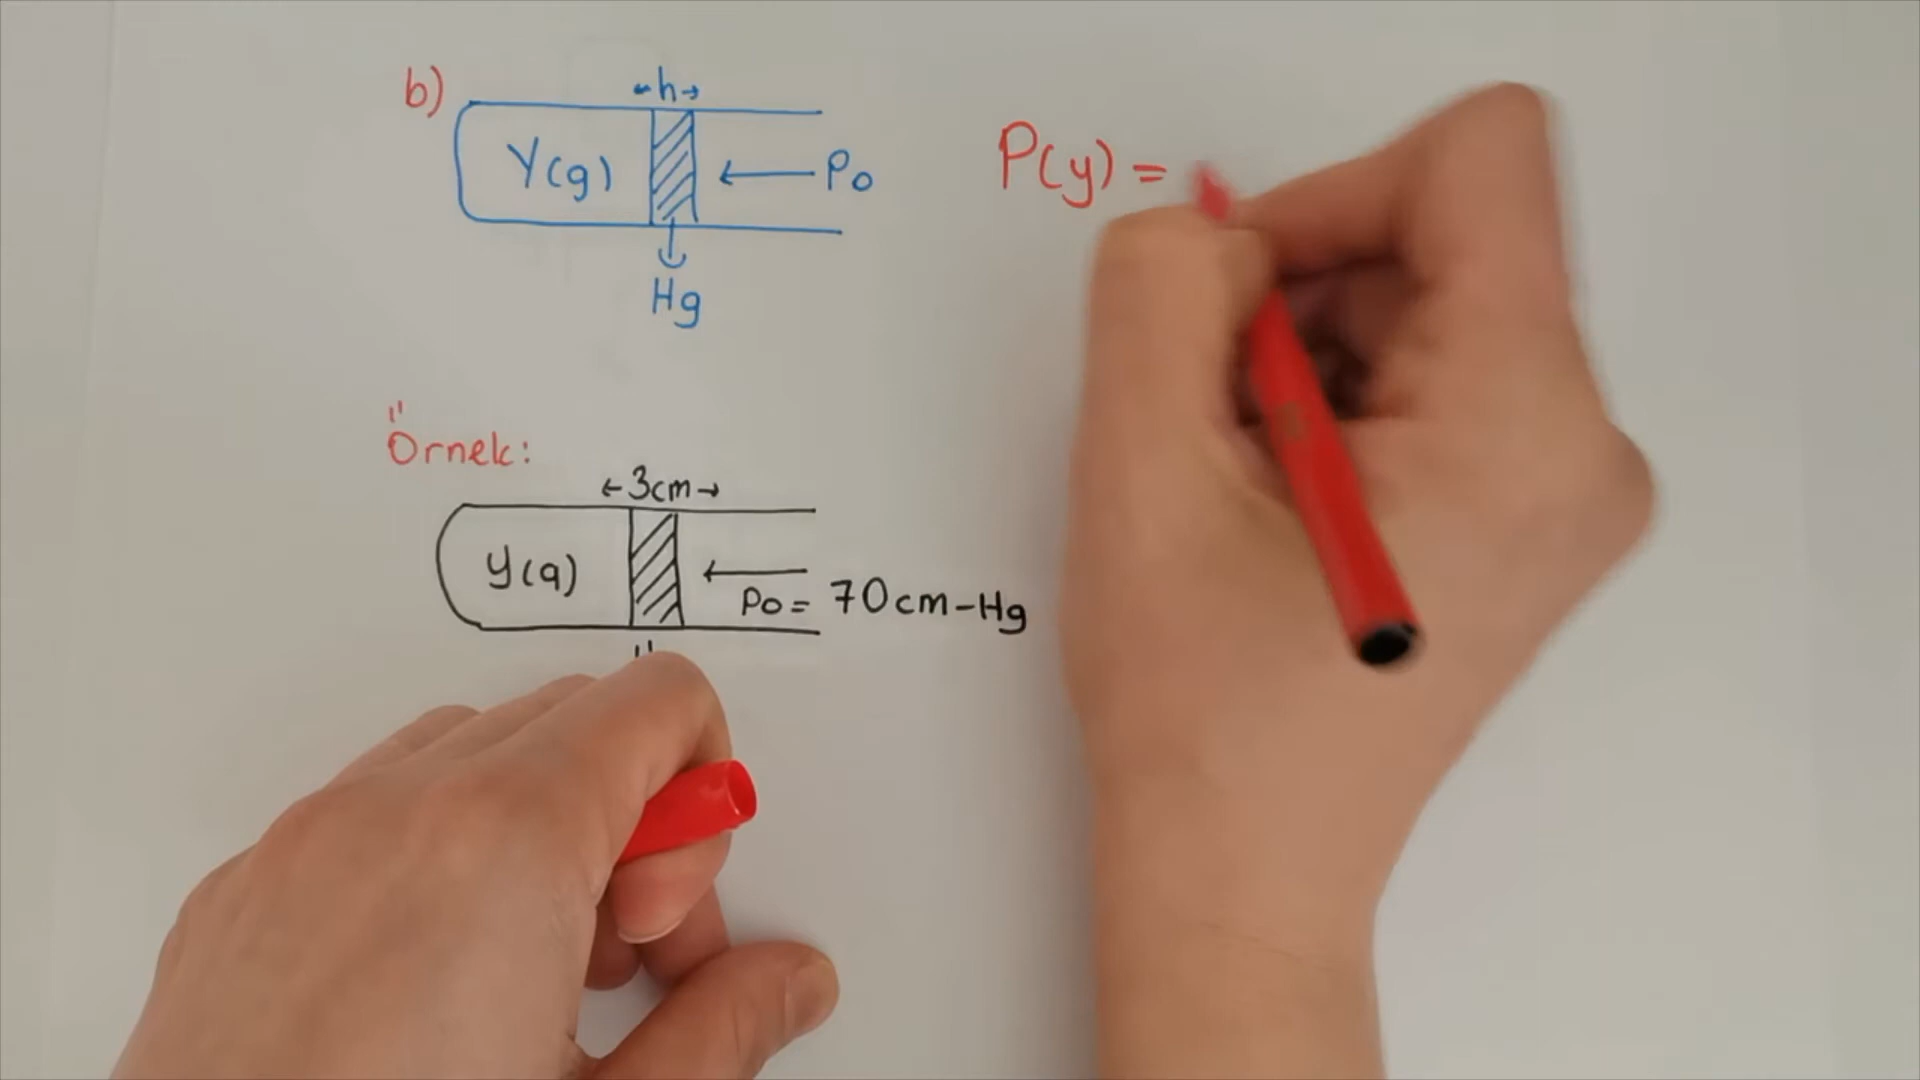 b)
←h→
Y(g)
← Po
Hg
P(y) =
Örnek:
←3cm→
y(g)
← Po = 70cm-Hg